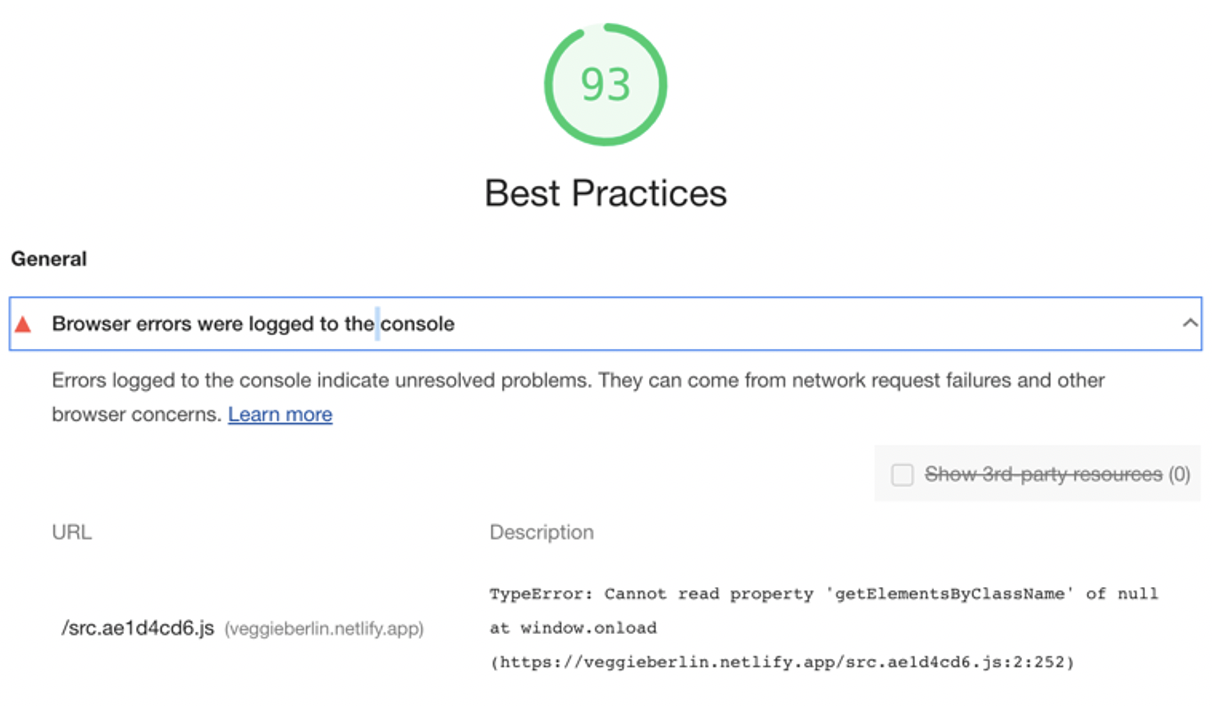 93
Best Practices
General
Browser errors were logged to the console
Errors logged to the console indicate unresolved problems. They can come from network request failures and other
browser concerns. Learn more
Show 3rd-party resources (0)
URL Description
TypeError: Cannot read property 'getElementsByClassName' of null
/src.ae1d4cd6.js (veggieberlin.netlify.app) at window.onload
(https://veggieberlin.netlify.app/src.ae1d4cd6.js:2:252)